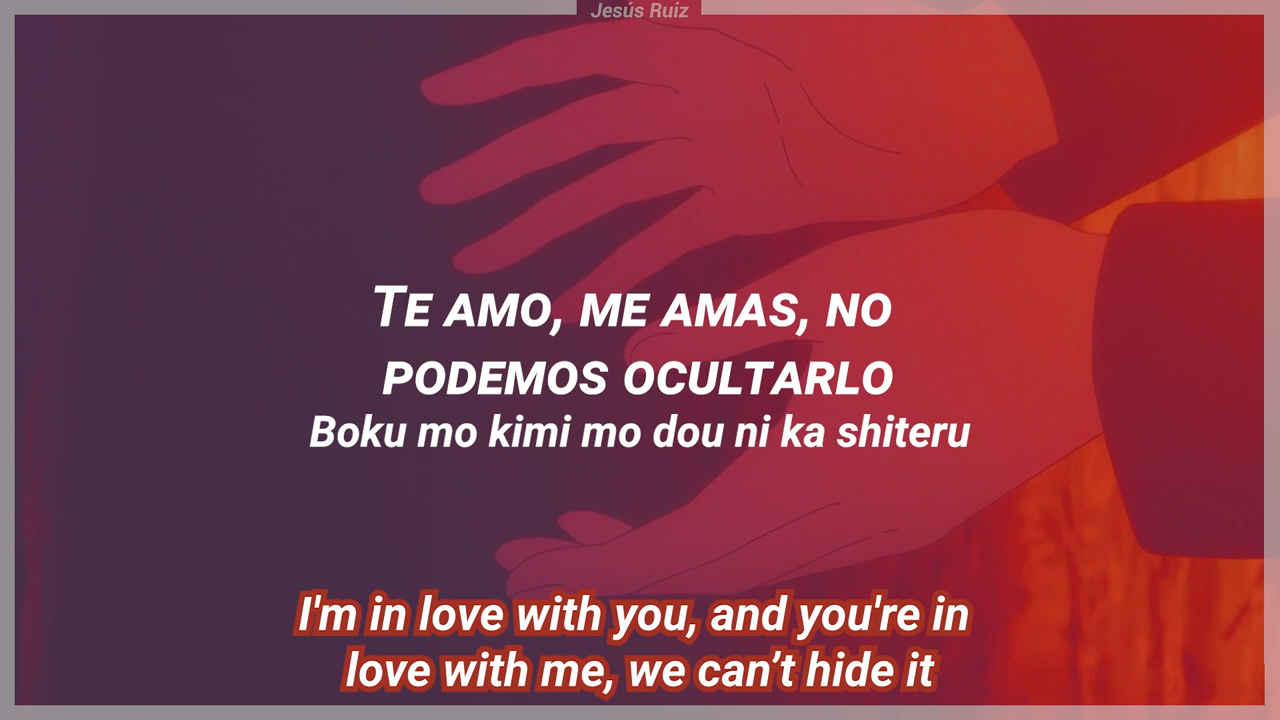 Jesús Ruiz
TE AMO, ME AMAS, NO
PODEMOS OCULTARLO
Boku mo kimi mo dou ni ka shiteru
I'm in love with you, and you're in
love with me, we can’t hide it